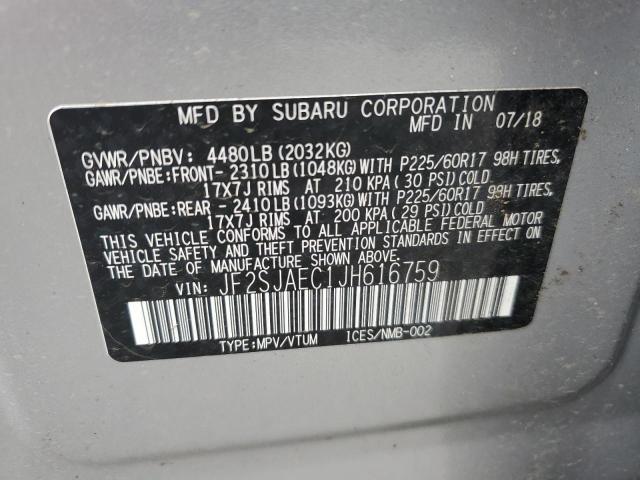 MFD BY SUBARU CORPORATION
MFD IN 07/18
GVWR/PNBV: 4480LB (2032KG)
GAWR/PNBE:FRONT- 2310LB (1048KG) WITH P225/60R17 98H TIRES,
17X7J RIMS AT 210 KPA ( 30 PSI) COLD
GAWR/PNBE:REAR - 2410LB (1093KG) WITH P225/60R17 98H TIRES,
17X7J RIMS AT 200 KPA ( 29 PSI) COLD
THIS VEHICLE CONFORMS TO ALL APPLICABLE FEDERAL MOTOR
VEHICLE SAFETY AND THEFT PREVENTION STANDARDS IN EFFECT ON
THE DATE OF MANUFACTURE SHOWN ABOVE.
VIN: JF2SJAEC1JH616759
TYPE:MPV/VTUM ICES/NMB-002